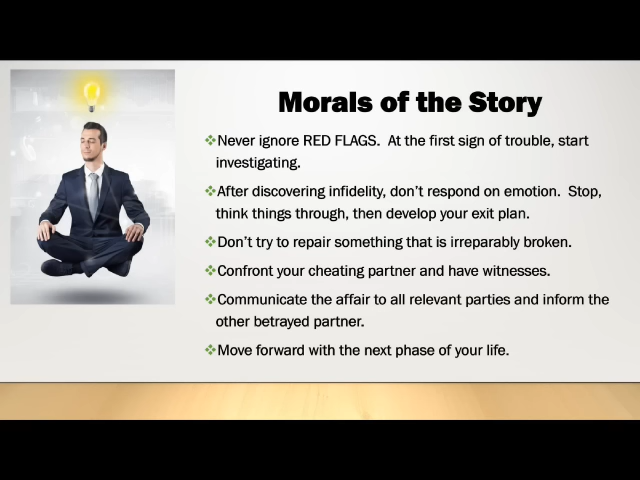 Morals of the Story
❖Never ignore RED FLAGS.  At the first sign of trouble, start
investigating.
❖After discovering infidelity, don't respond on emotion.  Stop,
think things through, then develop your exit plan.
❖Don't try to repair something that is irreparably broken.
❖Confront your cheating partner and have witnesses.
❖Communicate the affair to all relevant parties and inform the
other betrayed partner.
❖Move forward with the next phase of your life.